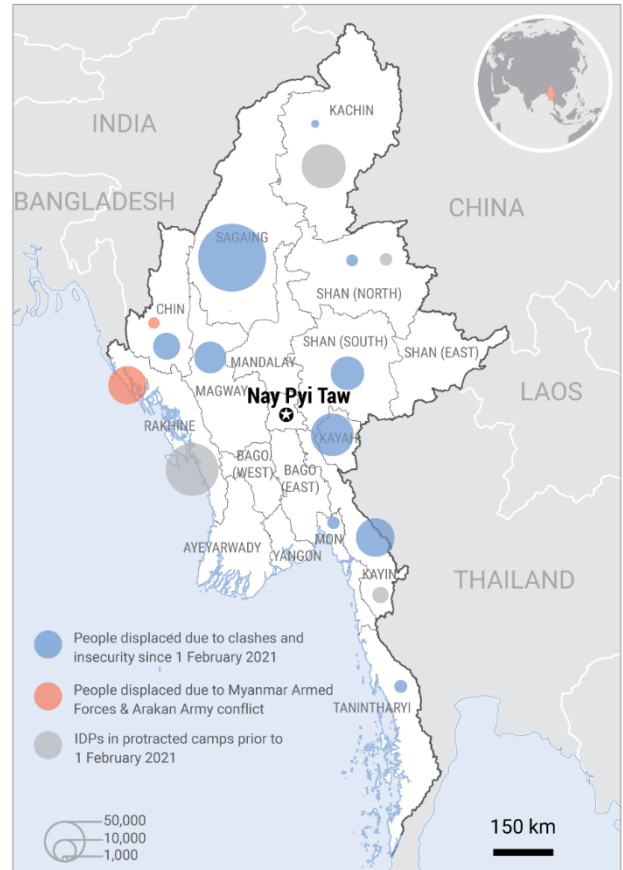 KACHIN
INDIA
BANGLADESH
CHINA
SAGAING
SHAN (NORTH)
CHIN
SHAN (SOUTH)
SHAN (EAST)
MANDALAY
MAGWAY
Nay Pyi Taw
LAOS
RAKHINE
KAYAH
BAGO
(WEST)
BAGO
(EAST)
MON
AYEYARWADY
YANGON
KAYIN
THAILAND
People displaced due to clashes and
insecurity since 1 February 2021
People displaced due to Myanmar Armed
Forces & Arakan Army conflict
TANINTHARYI
IDPs in protracted camps prior to
1 February 2021
50,000
10,000
1,000
150 km